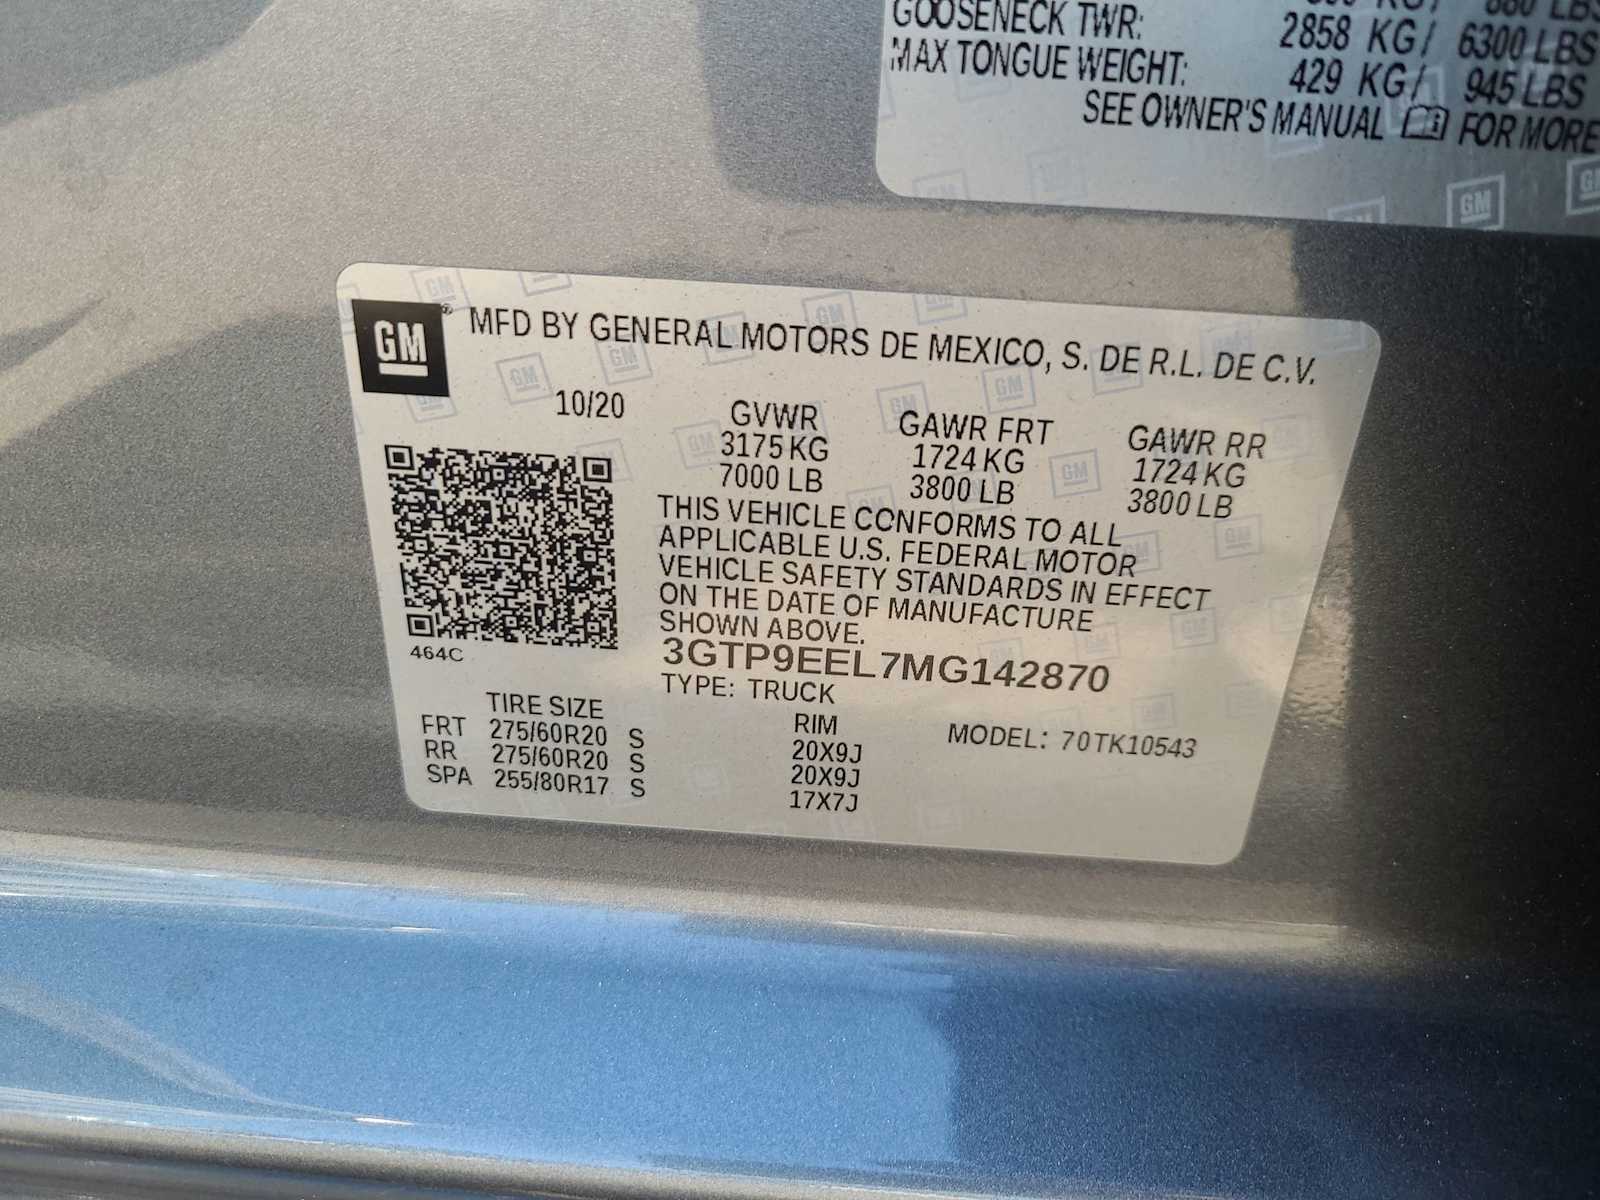 880 LBS
GOOSENECK TWR: 2858 KG/ 6300 LBS
MAX TONGUE WEIGHT: 429 KG/ 945 LBS
SEE OWNER'S MANUAL FOR MORE
GM
GM
GM® MFD BY GENERAL MOTORS DE MEXICO, S. DE R.L. DE C.V.
10/20 GVWR GAWR FRT GAWR RR
3175 KG 1724 KG 1724 KG
7000 LB 3800 LB 3800 LB
THIS VEHICLE CONFORMS TO ALL
APPLICABLE U.S. FEDERAL MOTOR
VEHICLE SAFETY STANDARDS IN EFFECT
ON THE DATE OF MANUFACTURE
SHOWN ABOVE.
464C
3GTP9EEL7MG142870
TYPE: TRUCK
TIRE SIZE RIM MODEL: 70TK10543
FRT 275/60R20 S 20X9J
RR 275/60R20 S 20X9J
SPA 255/80R17 S 17X7J